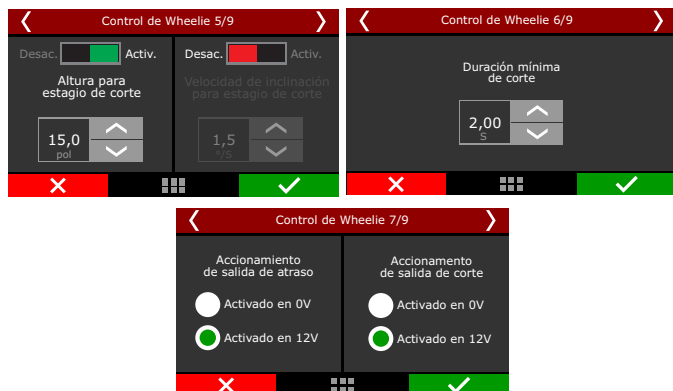 Control de Wheelie 5/9
Desac. Activ.
Altura para
estagio de corte
15,0
pol
Desac. Activ.
Velocidad de inclinación
para estagio de corte
1,5
°/S
Control de Wheelie 6/9
Duración mínima
de corte
2,00
S
Control de Wheelie 7/9
Accionamiento
de salida de atraso
Activado en 0V
Activado en 12V
Accionamento
de salida de corte
Activado en 0V
Activado en 12V